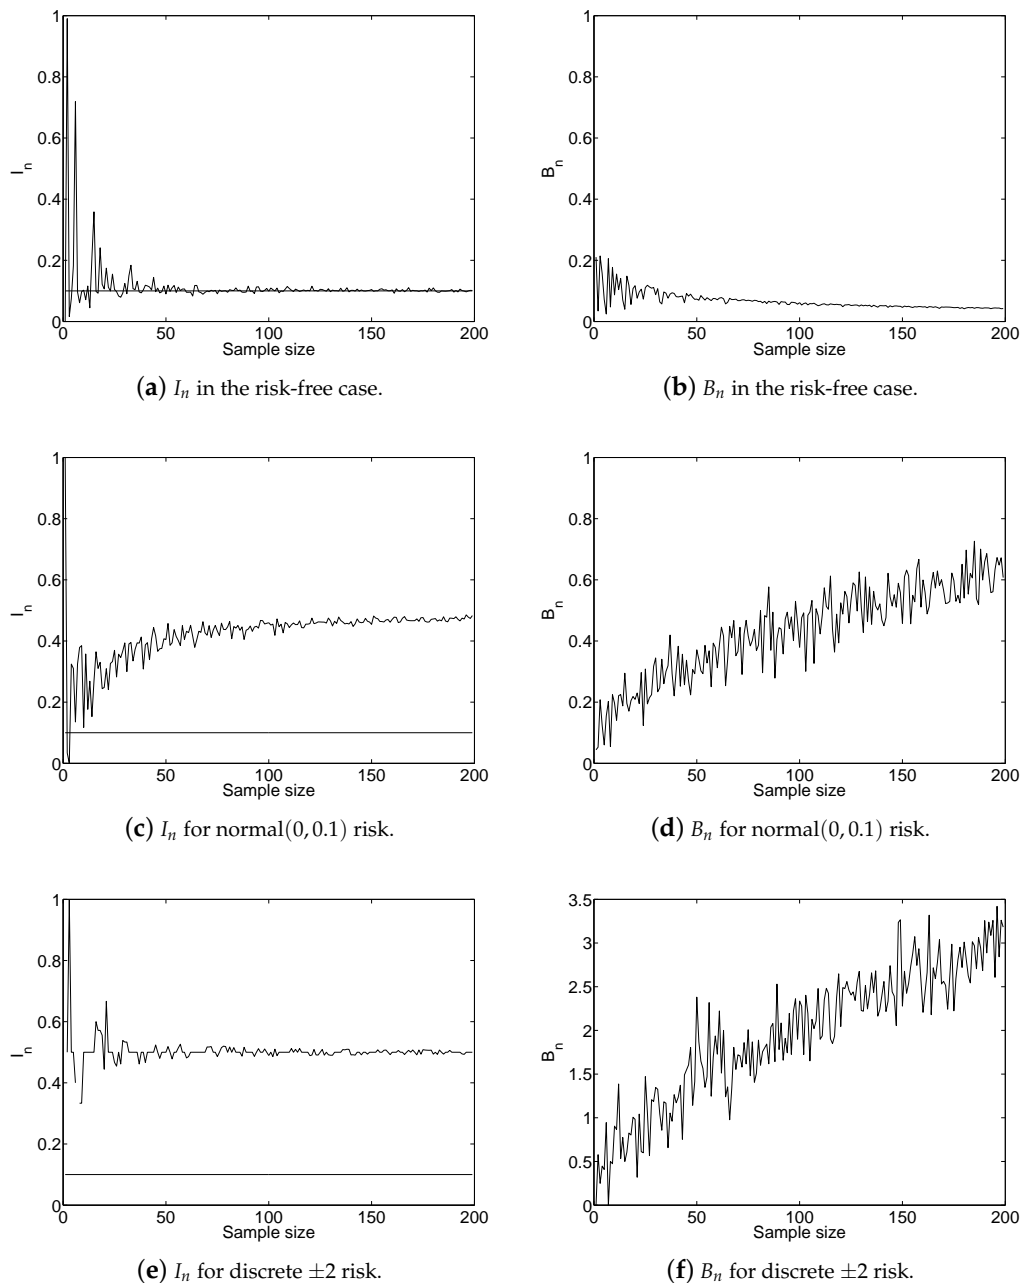 1
0.8
0.6
0.4
0.2
0
I_n
0 50 100 150 200
Sample size
(a) I_n in the risk-free case.
1
0.8
0.6
0.4
0.2
0
B_n
0 50 100 150 200
Sample size
(b) B_n in the risk-free case.
1
0.8
0.6
0.4
0.2
0
I_n
0 50 100 150 200
Sample size
(c) I_n for normal(0, 0.1) risk.
1
0.8
0.6
0.4
0.2
0
B_n
0 50 100 150 200
Sample size
(d) B_n for normal(0, 0.1) risk.
1
0.8
0.6
0.4
0.2
0
I_n
0 50 100 150 200
Sample size
(e) I_n for discrete ±2 risk.
3.5
3
2.5
2
1.5
1
0.5
0
B_n
0 50 100 150 200
Sample size
(f) B_n for discrete ±2 risk.